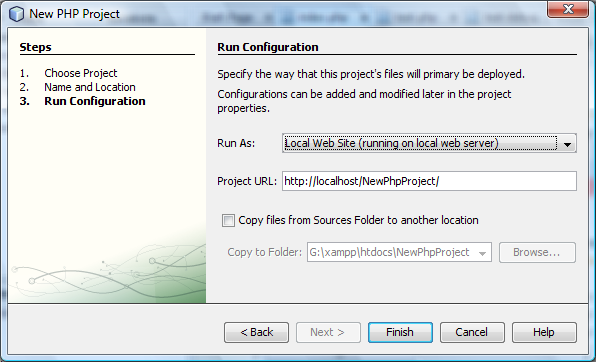 New PHP Project
Steps
1. Choose Project
2. Name and Location
3. Run Configuration
Run Configuration
Specify the way that this project's files will primary be deployed.
Configurations can be added and modified later in the project
properties.
Run As: Local Web Site (running on local web server)
Project URL: http://localhost/NewPhpProject/
Copy files from Sources Folder to another location
Copy to Folder: G:\xampp\htdocs\NewPhpProject Browse...
< Back Next > Finish Cancel Help